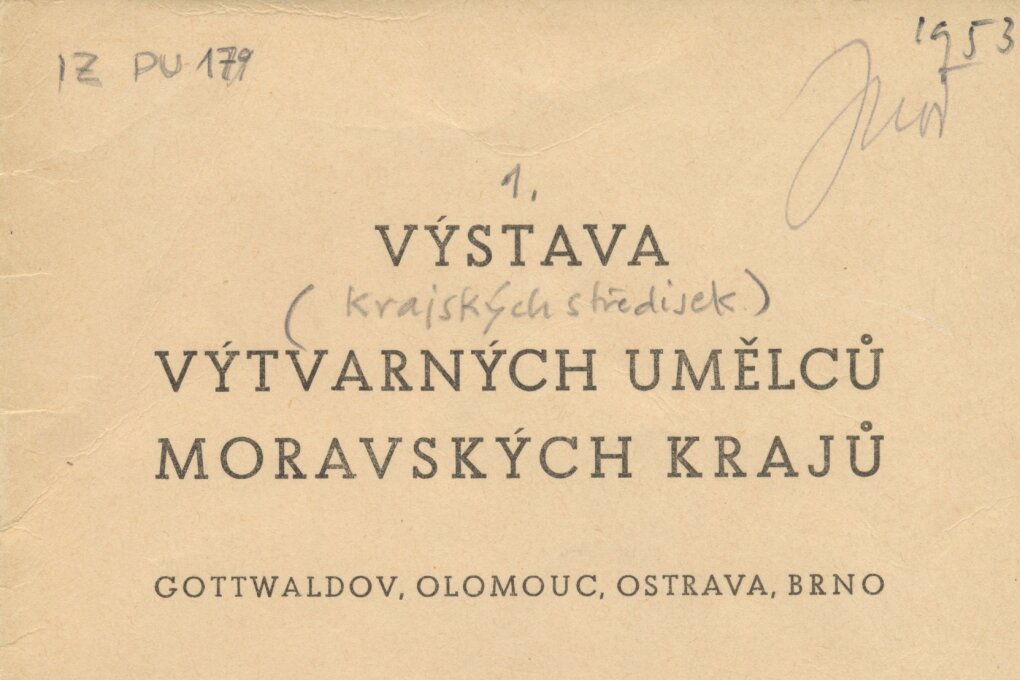 IZ PU 179
1953
1.
VÝSTAVA
(krajských středisek)
VÝTVARNÝCH UMĚLCŮ
MORAVSKÝCH KRAJŮ
GOTTWALDOV, OLOMOUC, OSTRAVA, BRNO